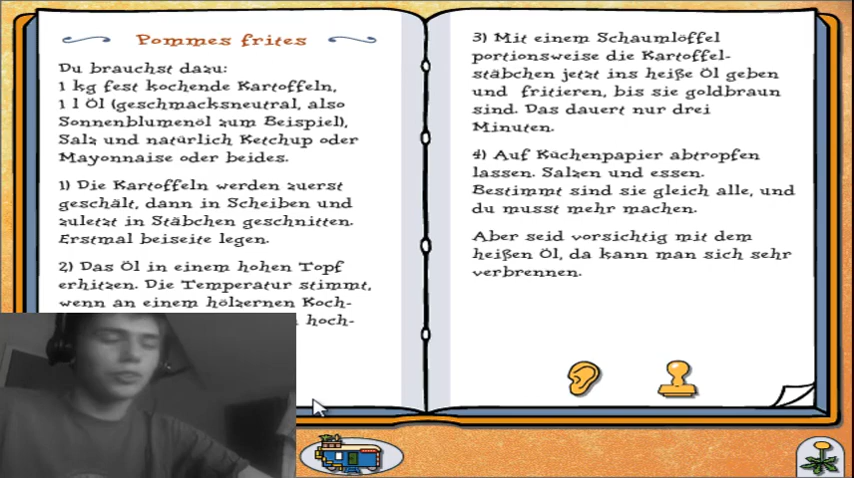 Pommes frites
Du brauchst dazu:
1 kg fest kochende Kartoffeln,
1 l Öl (geschmacksneutral, also
Sonnenblumenöl zum Beispiel),
Salz und natürlich Ketchup oder
Mayonnaise oder beides.
1) Die Kartoffeln werden zuerst
geschält, dann in Scheiben und
zuletzt in Stäbchen geschnitten.
Erstmal beiseite legen.
2) Das Öl in einem hohen Topf
erhitzen. Die Temperatur stimmt,
wenn an einem hölzernen Koch-
hoch-
3) Mit einem Schaumlöffel
portionsweise die Kartoffel-
stäbchen jetzt ins heiße Öl geben
und fritieren, bis sie goldbraun
sind. Das dauert nur drei
Minuten.
4) Auf Küchenpapier abtropfen
lassen. Salzen und essen.
Bestimmt sind sie gleich alle, und
du musst mehr machen.
Aber seid vorsichtig mit dem
heißen Öl, da kann man sich sehr
verbrennen.